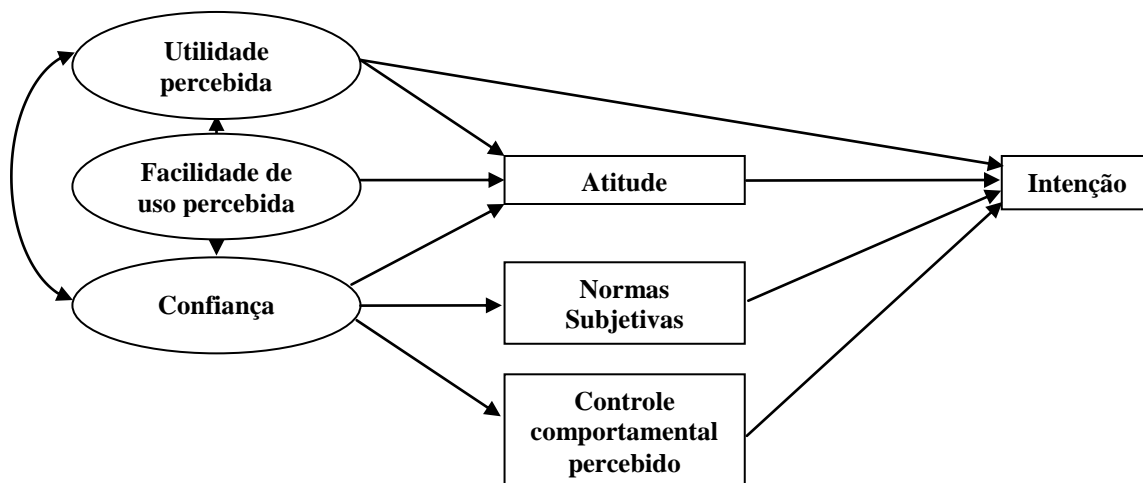 Utilidade
percebida
Facilidade de
uso percebida
Confiança
Atitude
Normas
Subjetivas
Controle
comportamental
percebido
Intenção